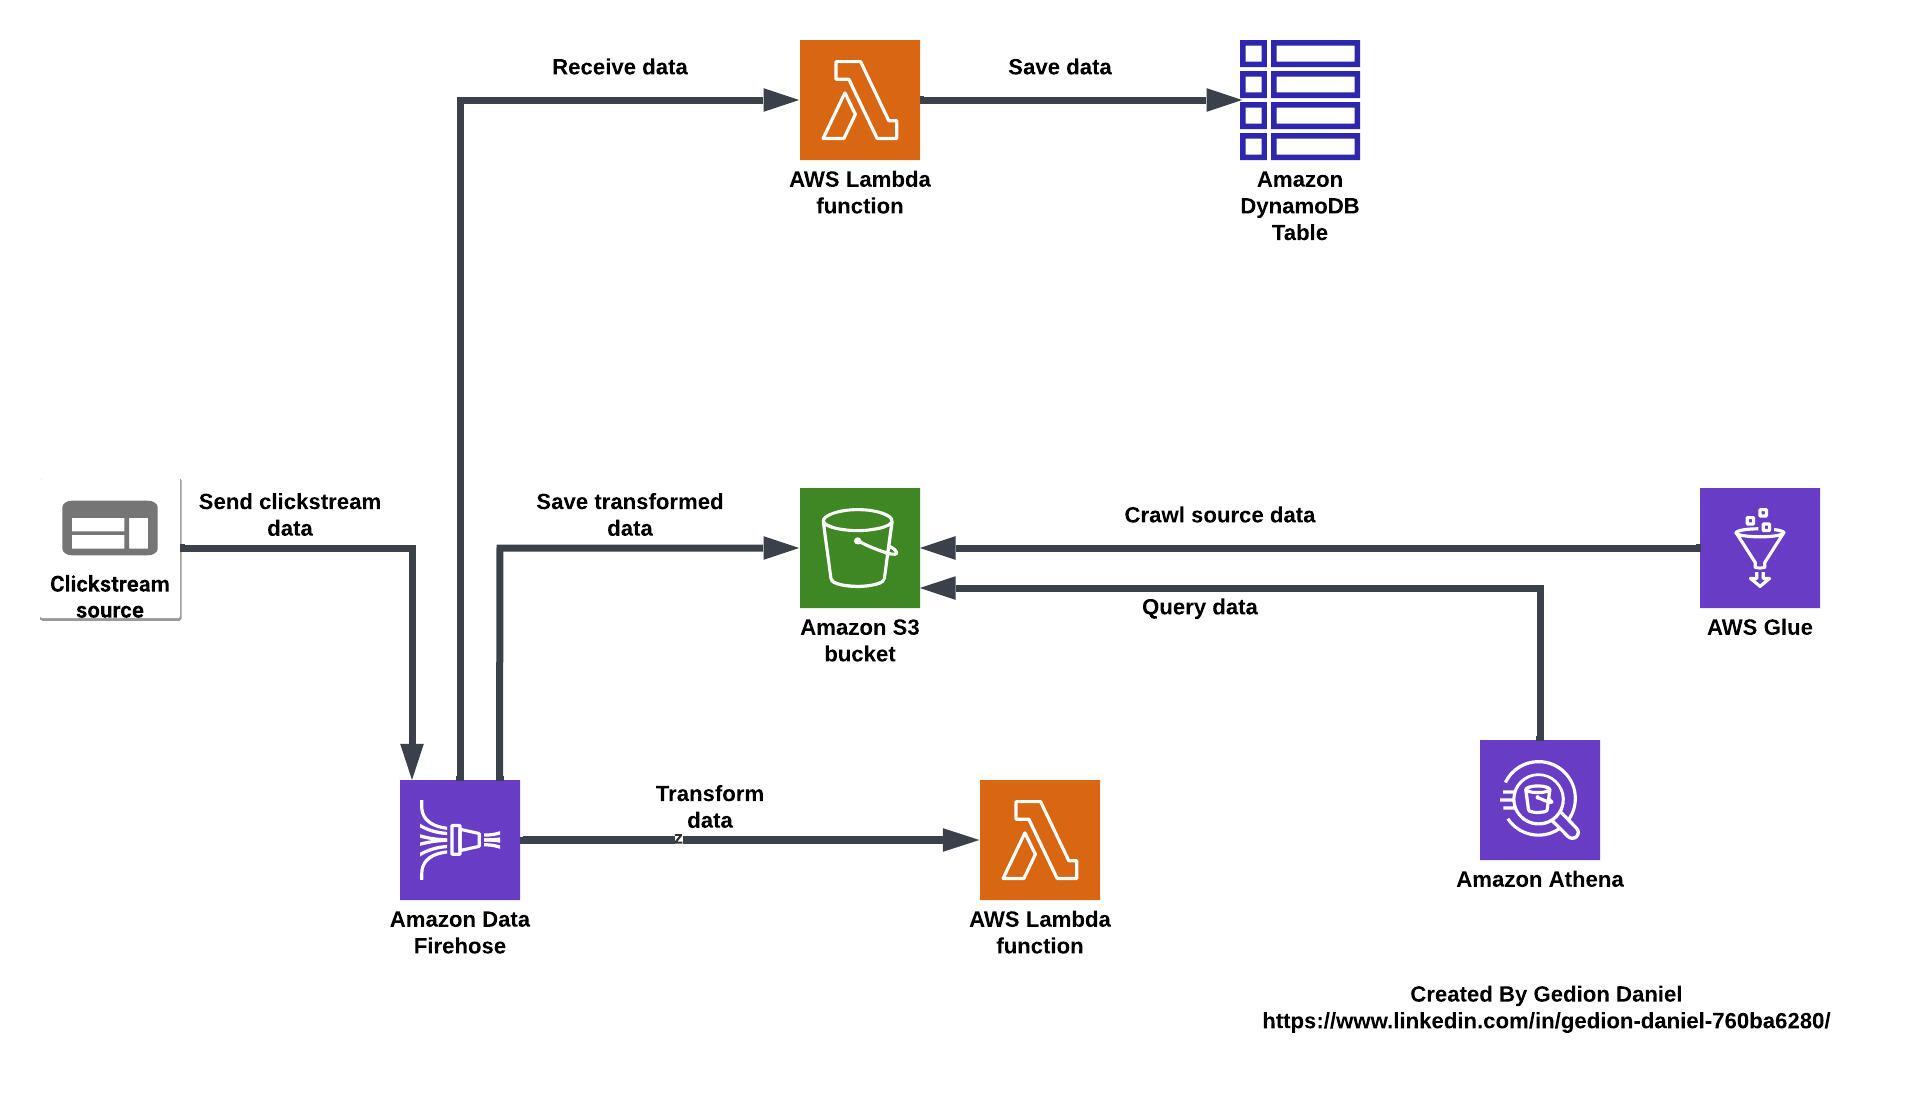 Receive data
Save data
AWS Lambda
function
Amazon
DynamoDB
Table
Send clickstream
data
Clickstream
source
Save transformed
data
Amazon S3
bucket
Crawl source data
Query data
AWS Glue
Transform
data
z
Amazon Data
Firehose
AWS Lambda
function
Amazon Athena
Created By Gedion Daniel
https://www.linkedin.com/in/gedion-daniel-760ba6280/